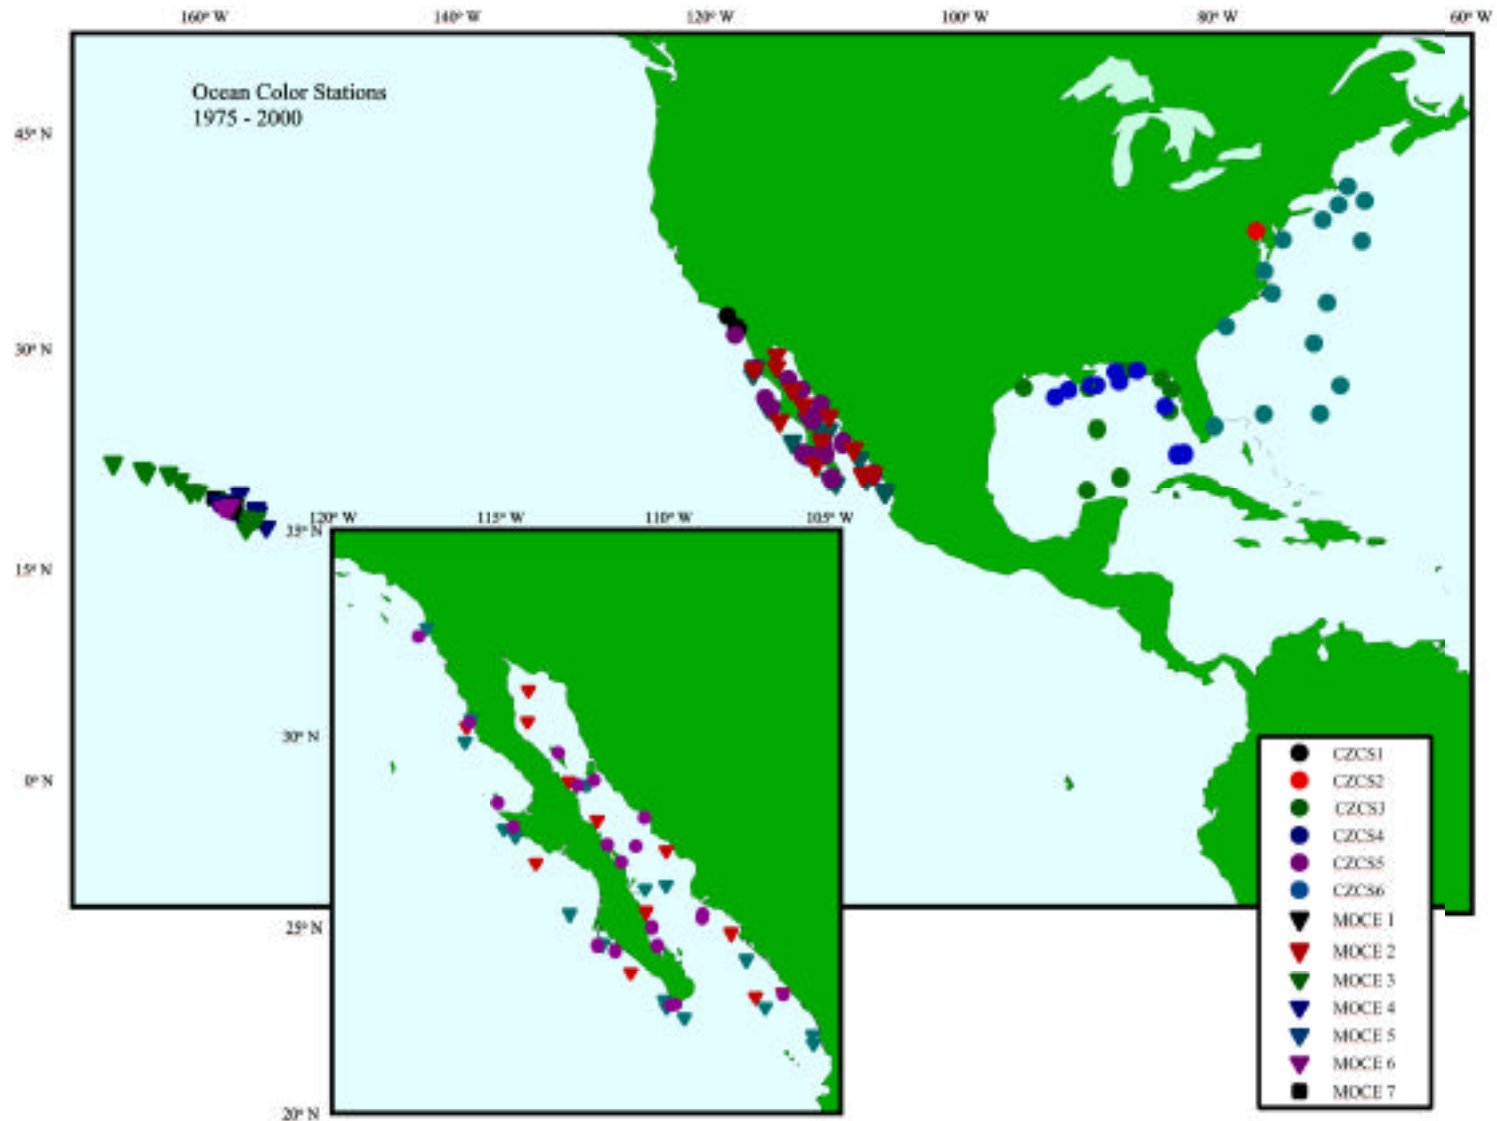 160° W 140° W 120° W 100° W 80° W 60° W
Ocean Color Stations
1975 - 2000
45° N
30° N
15° N
0° N
120° W 115° W 110° W 105° W
35° N
30° N
25° N
20° N
CZCS1
CZCS2
CZCS3
CZCS4
CZCS5
CZCS6
MOCE 1
MOCE 2
MOCE 3
MOCE 4
MOCE 5
MOCE 6
MOCE 7